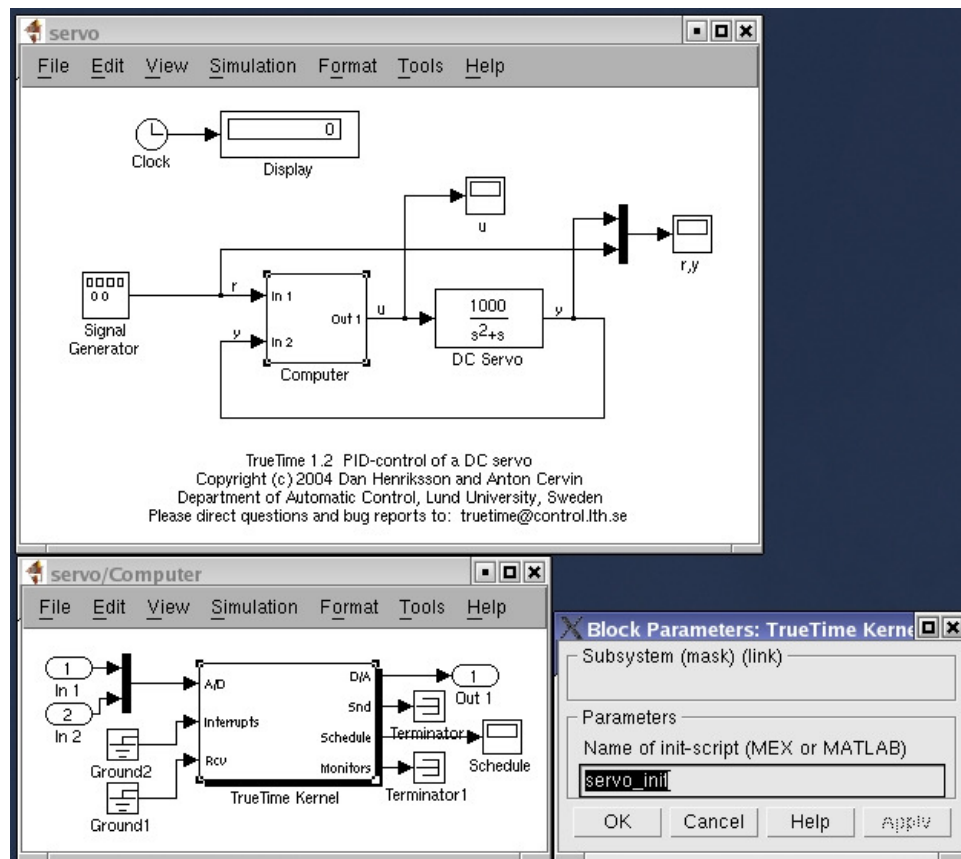 servo
File Edit View Simulation Format Tools Help
0
Clock
Display
u
r,y
Signal
Generator
r
In 1
y
In 2
Out 1
Computer
u
1000
s2+s
DC Servo
y
TrueTime 1.2 PID-control of a DC servo
Copyright (c) 2004 Dan Henriksson and Anton Cervin
Department of Automatic Control, Lund University, Sweden
Please direct questions and bug reports to: truetime@control.lth.se
servo/Computer
File Edit View Simulation Format Tools Help
1
In 1
2
In 2
Ground2
Ground1
A/D
Interrupts
Rcv
D/A
Snd
Schedule
Monitors
TrueTime Kernel
1
Out 1
Terminator
Schedule
Terminator1
Block Parameters: TrueTime Kerne
Subsystem (mask) (link)
Parameters
Name of init-script (MEX or MATLAB)
servo_init
OK Cancel Help Apply